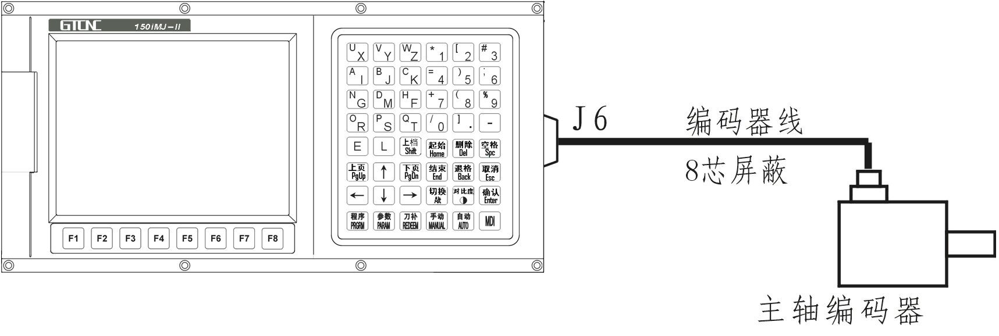 GTCNC 150iMJ-II
U X V Y W Z * 1 [ 2 # 3
A I B J C K = 4 ) 5 ; 6
N G D M H F + 7 ( 8 % 9
O R P S Q T / 0 ] . -
E L 上档 Shift 起始 Home 删除 Del 空格 Spc
上页 PgUp ↑ 下页 PgDn 结束 End 退格 Back 取消 Esc
← ↓ → 切换 Alt 对比度 确认 Enter
程序 PRGRM 参数 PARAM 刀补 REDEEM 手动 MANUAL 自动 AUTO MDI
F1 F2 F3 F4 F5 F6 F7 F8
J6
编码器线
8芯屏蔽
主轴编码器